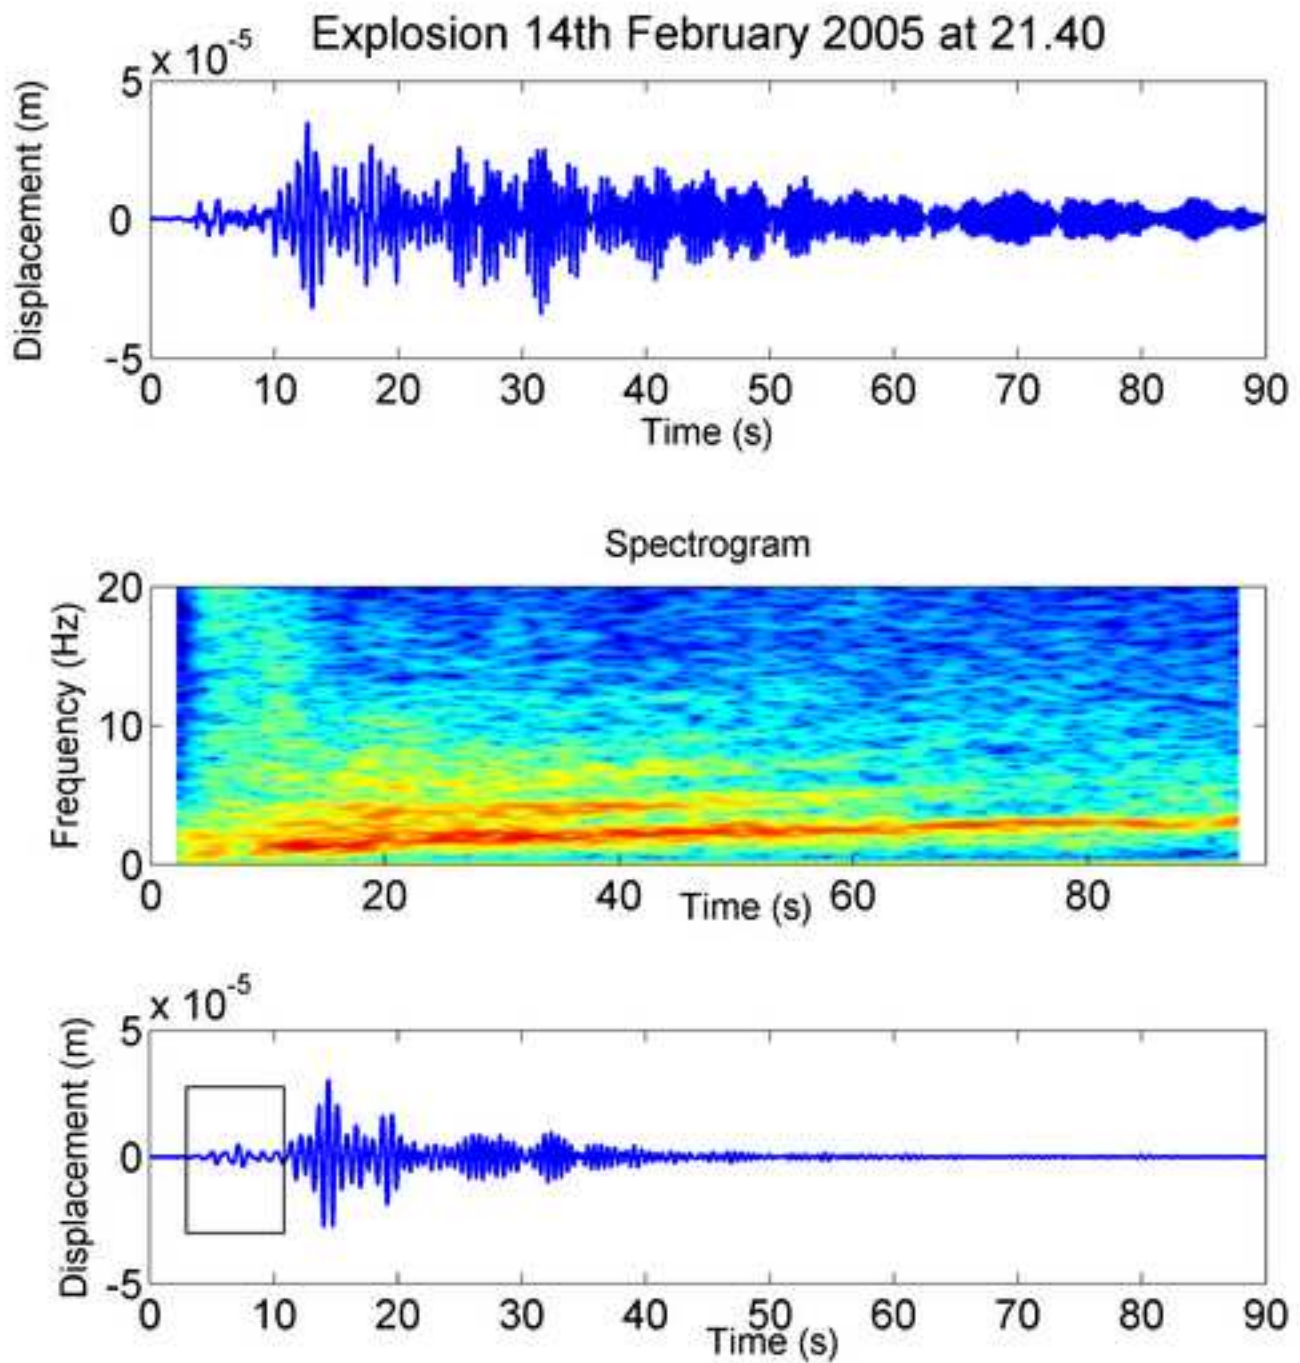 Explosion 14th February 2005 at 21.40
x 10-5
5
0
-5
Displacement (m)
0 10 20 30 40 50 60 70 80 90
Time (s)
Spectrogram
20
10
0
Frequency (Hz)
0 20 40 60 80
Time (s)
x 10-5
5
0
-5
Displacement (m)
0 10 20 30 40 50 60 70 80 90
Time (s)